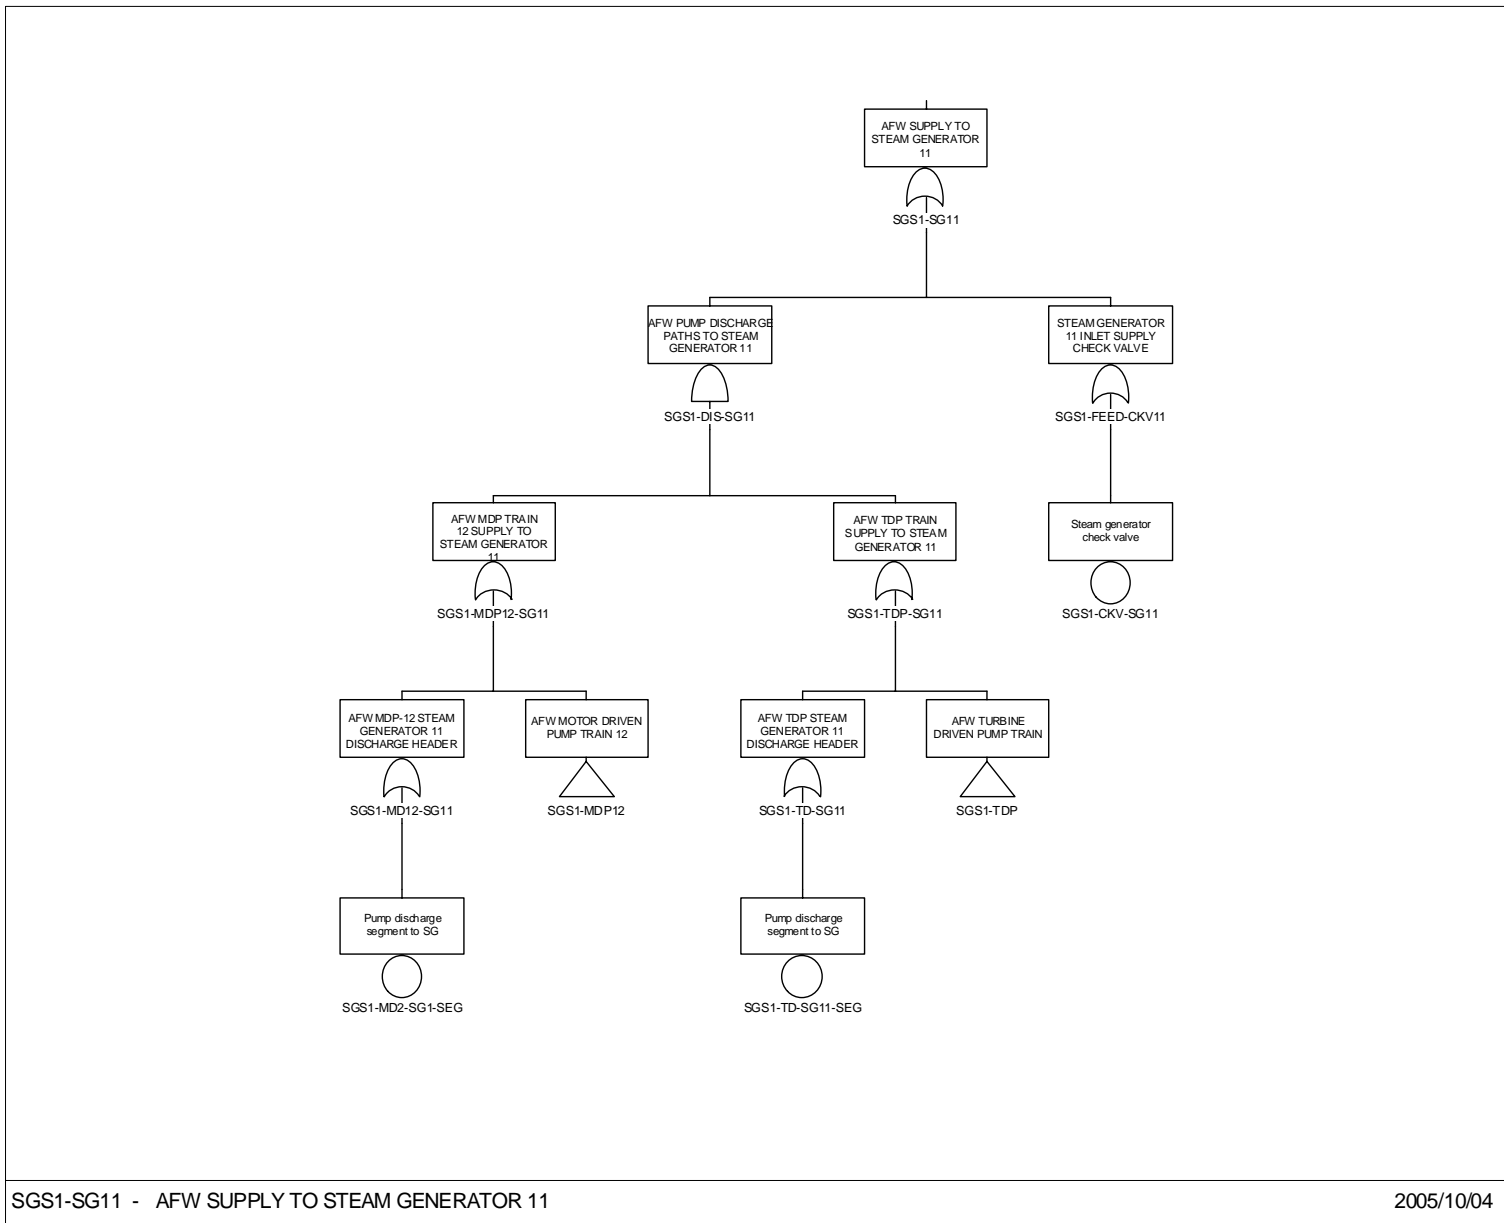 AFW SUPPLY TO
STEAM GENERATOR
11
SGS1-SG11
AFW PUMP DISCHARGE
PATHS TO STEAM
GENERATOR 11
SGS1-DIS-SG11
STEAM GENERATOR
11 INLET SUPPLY
CHECK VALVE
SGS1-FEED-CKV11
AFW MDP TRAIN
12 SUPPLY TO
STEAM GENERATOR
11
SGS1-MDP12-SG11
AFW TDP TRAIN
SUPPLY TO STEAM
GENERATOR 11
SGS1-TDP-SG11
Steam generator
check valve
SGS1-CKV-SG11
AFW MDP-12 STEAM
GENERATOR 11
DISCHARGE HEADER
SGS1-MD12-SG11
AFW MOTOR DRIVEN
PUMP TRAIN 12
SGS1-MDP12
AFW TDP STEAM
GENERATOR 11
DISCHARGE HEADER
SGS1-TD-SG11
AFW TURBINE
DRIVEN PUMP TRAIN
SGS1-TDP
Pump discharge
segment to SG
SGS1-MD2-SG1-SEG
Pump discharge
segment to SG
SGS1-TD-SG11-SEG
SGS1-SG11 - AFW SUPPLY TO STEAM GENERATOR 11
2005/10/04